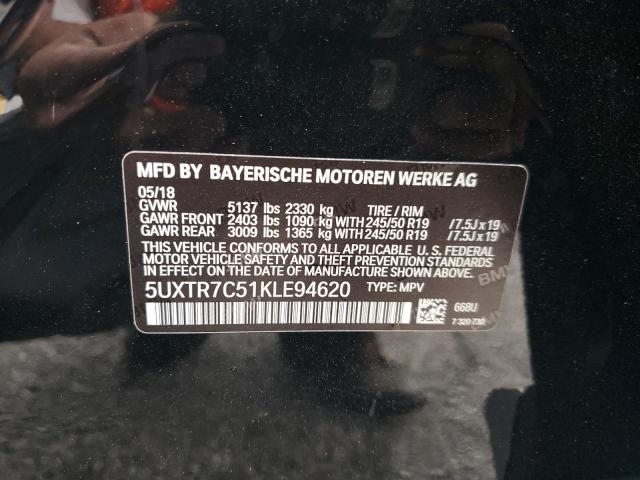 MFD BY BAYERISCHE MOTOREN WERKE AG
05/18
GVWR 5137 lbs 2330 kg TIRE / RIM
GAWR FRONT 2403 lbs 1090 kg WITH 245/50 R19 / 7.5J x 19
GAWR REAR 3009 lbs 1365 kg WITH 245/50 R19 / 7.5J x 19
THIS VEHICLE CONFORMS TO ALL APPLICABLE U. S. FEDERAL
MOTOR VEHICLE SAFETY AND THEFT PREVENTION STANDARDS
IN EFFECT ON THE DATE OF MANUFACTURE SHOWN ABOVE.
5UXTR7C51KLE94620 TYPE: MPV
668U
7 320 730
BMW